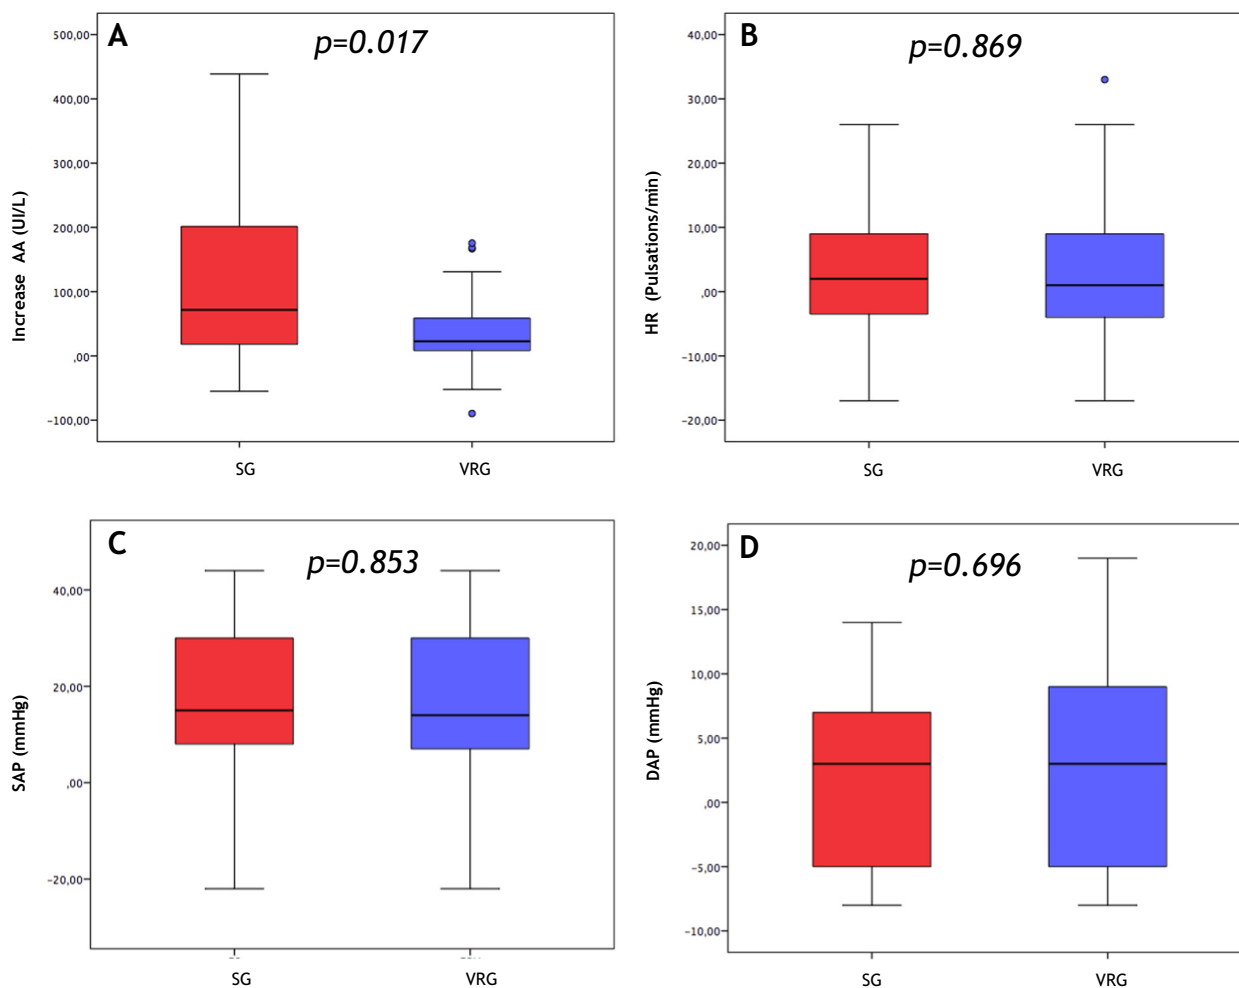 A
p=0.017
Increase AA (UI/L)
500,00
400,00
300,00
200,00
100,00
,00
−100,00
SG
VRG
B
p=0.869
HR (Pulsations/min)
40,00
30,00
20,00
10,00
,00
−10,00
−20,00
SG
VRG
C
p=0.853
SAP (mmHg)
40,00
20,00
,00
−20,00
SG
VRG
D
p=0.696
DAP (mmHg)
20,00
15,00
10,00
5,00
,00
−5,00
−10,00
SG
VRG